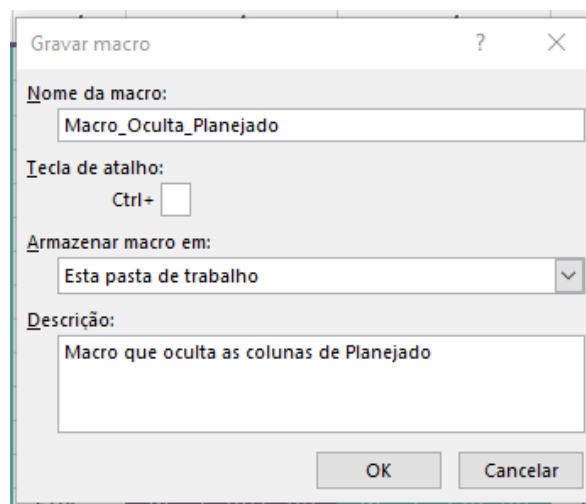 Gravar macro
?
Nome da macro:
Macro_Oculta_Planejado
Tecla de atalho:
Ctrl+
Armazenar macro em:
Esta pasta de trabalho
Descrição:
Macro que oculta as colunas de Planejado
OK Cancelar